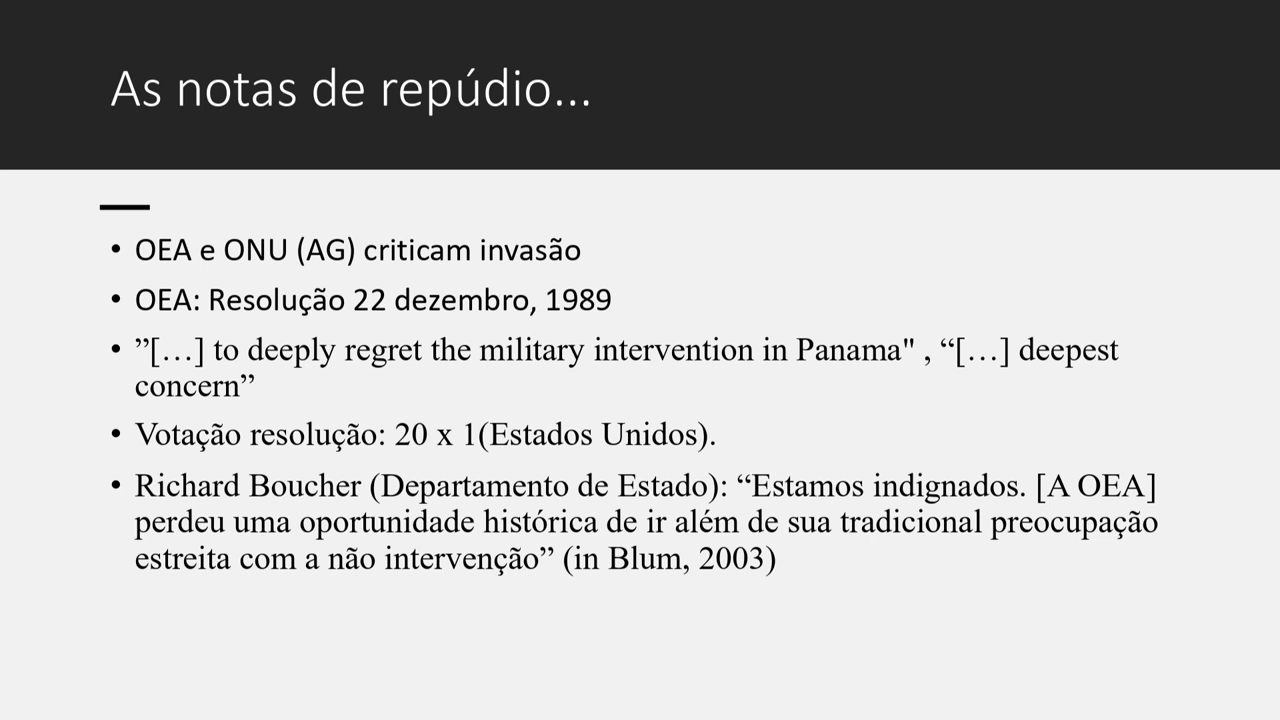 As notas de repúdio...
• OEA e ONU (AG) criticam invasão
• OEA: Resolução 22 dezembro, 1989
• ”[…] to deeply regret the military intervention in Panama" , “[…] deepest
concern”
• Votação resolução: 20 x 1(Estados Unidos).
• Richard Boucher (Departamento de Estado): “Estamos indignados. [A OEA]
perdeu uma oportunidade histórica de ir além de sua tradicional preocupação
estreita com a não intervenção” (in Blum, 2003)